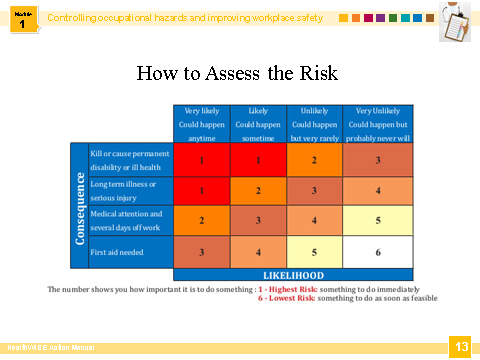 Module
1
Controlling occupational hazards and improving workplace safety
How to Assess the Risk
Very likely
Could happen
anytime
Likely
Could happen
sometime
Unlikely
Could happen
but very rarely
Very Unlikely
Could happen but
probably never will
Consequence
Kill or cause permanent
disability or ill health
1 1 2 3
Long term illness or
serious injury
1 2 3 4
Medical attention and
several days off work
2 3 4 5
First aid needed
3 4 5 6
LIKELIHOOD
The number shows you how important it is to do something : 1 - Highest Risk: something to do immediately
6 - Lowest Risk: something to do as soon as feasible
HealthWISE Action Manual
13